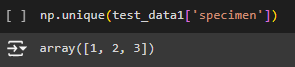 [ ] np.unique(test_data1['specimen'])
array([1, 2, 3])